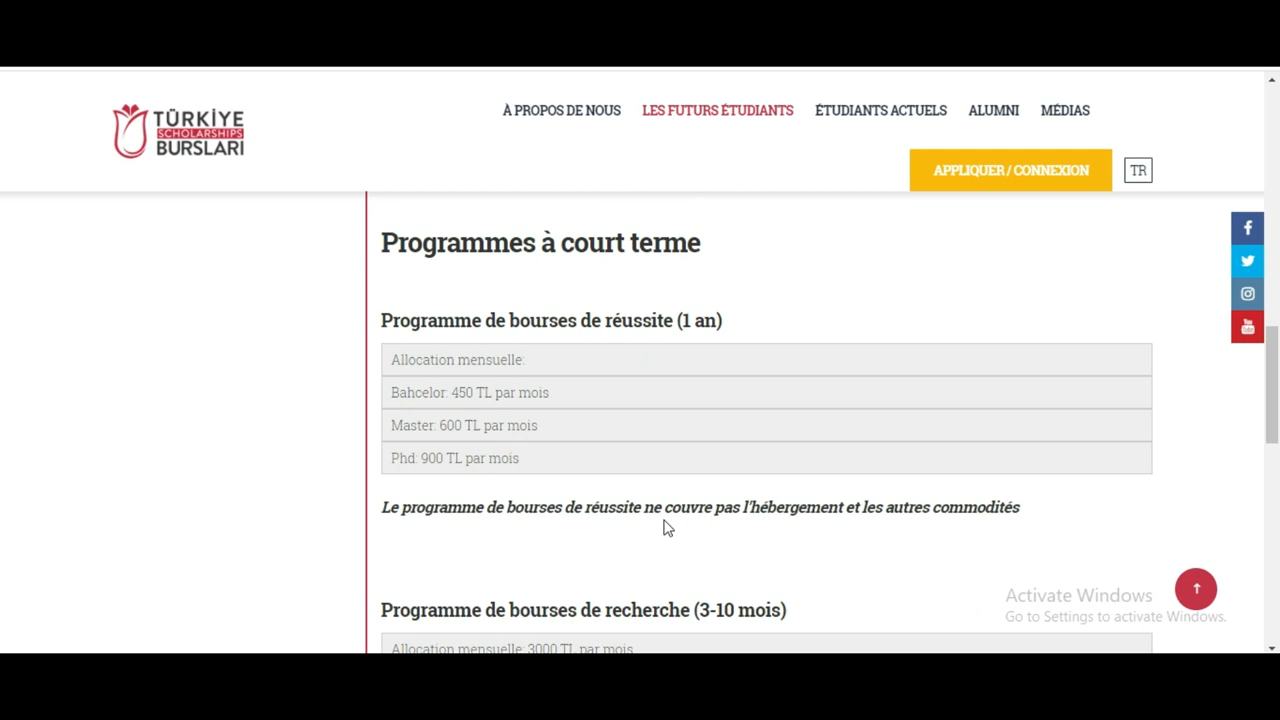 TÜRKİYE
SCHOLARSHIPS
BURSLARI
À PROPOS DE NOUS LES FUTURS ÉTUDIANTS ÉTUDIANTS ACTUELS ALUMNI MÉDIAS
APPLIQUER / CONNEXION TR
Programmes à court terme
Programme de bourses de réussite (1 an)
Allocation mensuelle:
Bahcelor: 450 TL par mois
Master: 600 TL par mois
Phd: 900 TL par mois
Le programme de bourses de réussite ne couvre pas l'hébergement et les autres commodités
Programme de bourses de recherche (3-10 mois)
Allocation mensuelle: 3000 TL par mois
Activate Windows
Go to Settings to activate Windows.